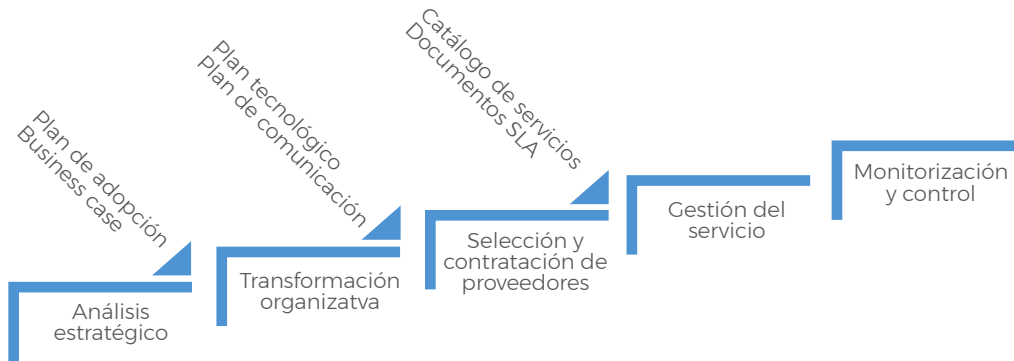 Plan de adopción
Business case
Análisis
estratégico
Plan tecnológico
Plan de comunicación
Transformación
organizatva
Catálogo de servicios
Documentos SLA
Selección y
contratación de
proveedores
Gestión del
servicio
Monitorización
y control